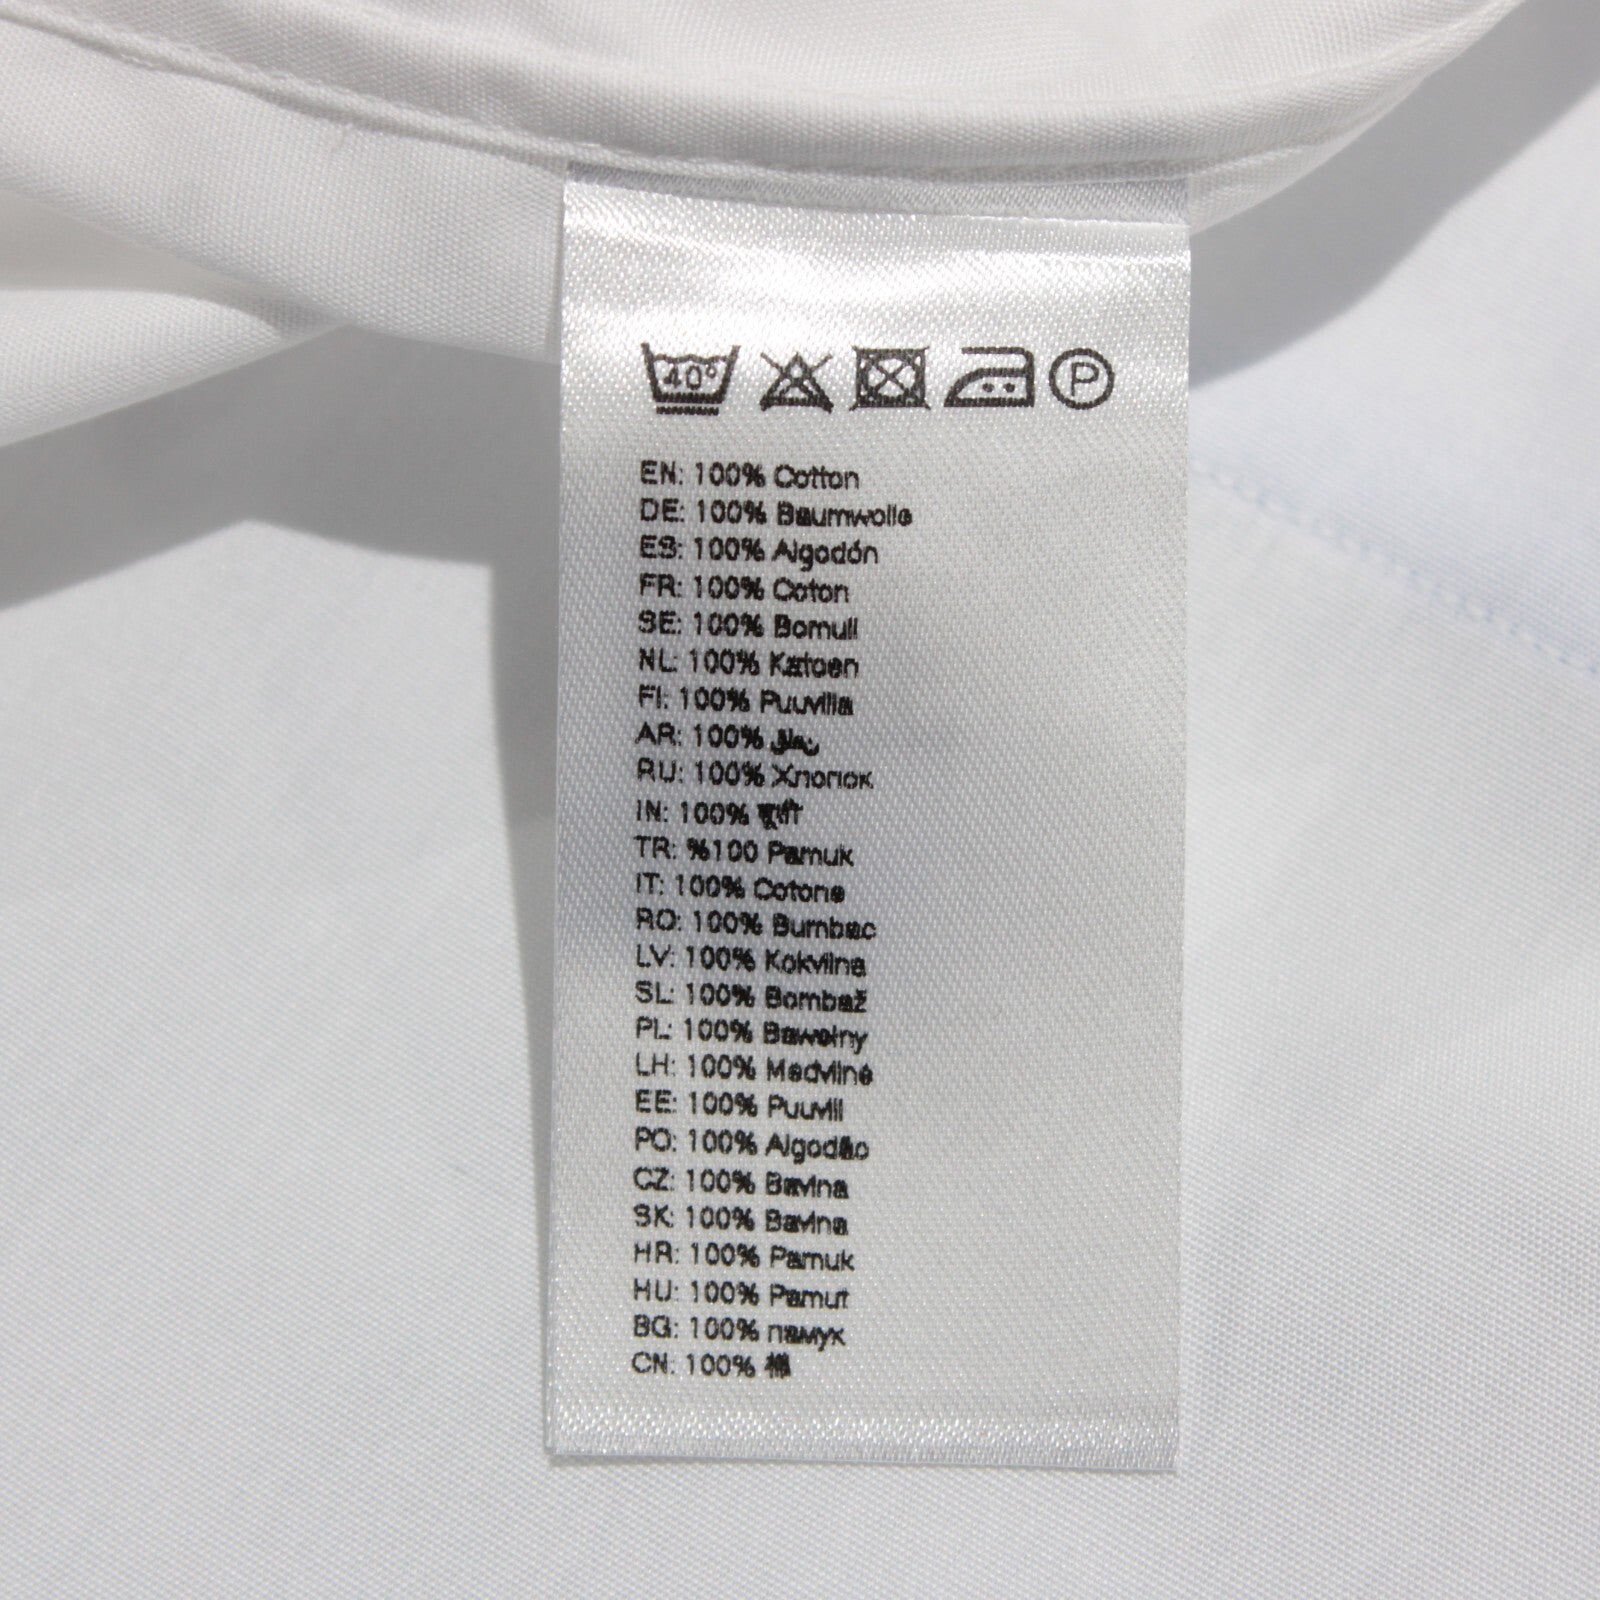 40°
P
EN: 100% Cotton
DE: 100% Baumwolle
ES: 100% Algodón
FR: 100% Coton
SE: 100% Bomull
NL: 100% Katoen
FI: 100% Puuvilla
AR: 100%
RU: 100% Хлопок
IN: 100%
TR: %100 Pamuk
IT: 100% Cotone
RO: 100% Bumbac
LV: 100% Kokvilna
SL: 100% Bombaž
PL: 100% Bawełny
LH: 100% Medvilnė
EE: 100% Puuvill
PO: 100% Algodão
CZ: 100% Bavlna
SK: 100% Bavlna
HR: 100% Pamuk
HU: 100% Pamut
BG: 100% памук
CN: 100% 棉